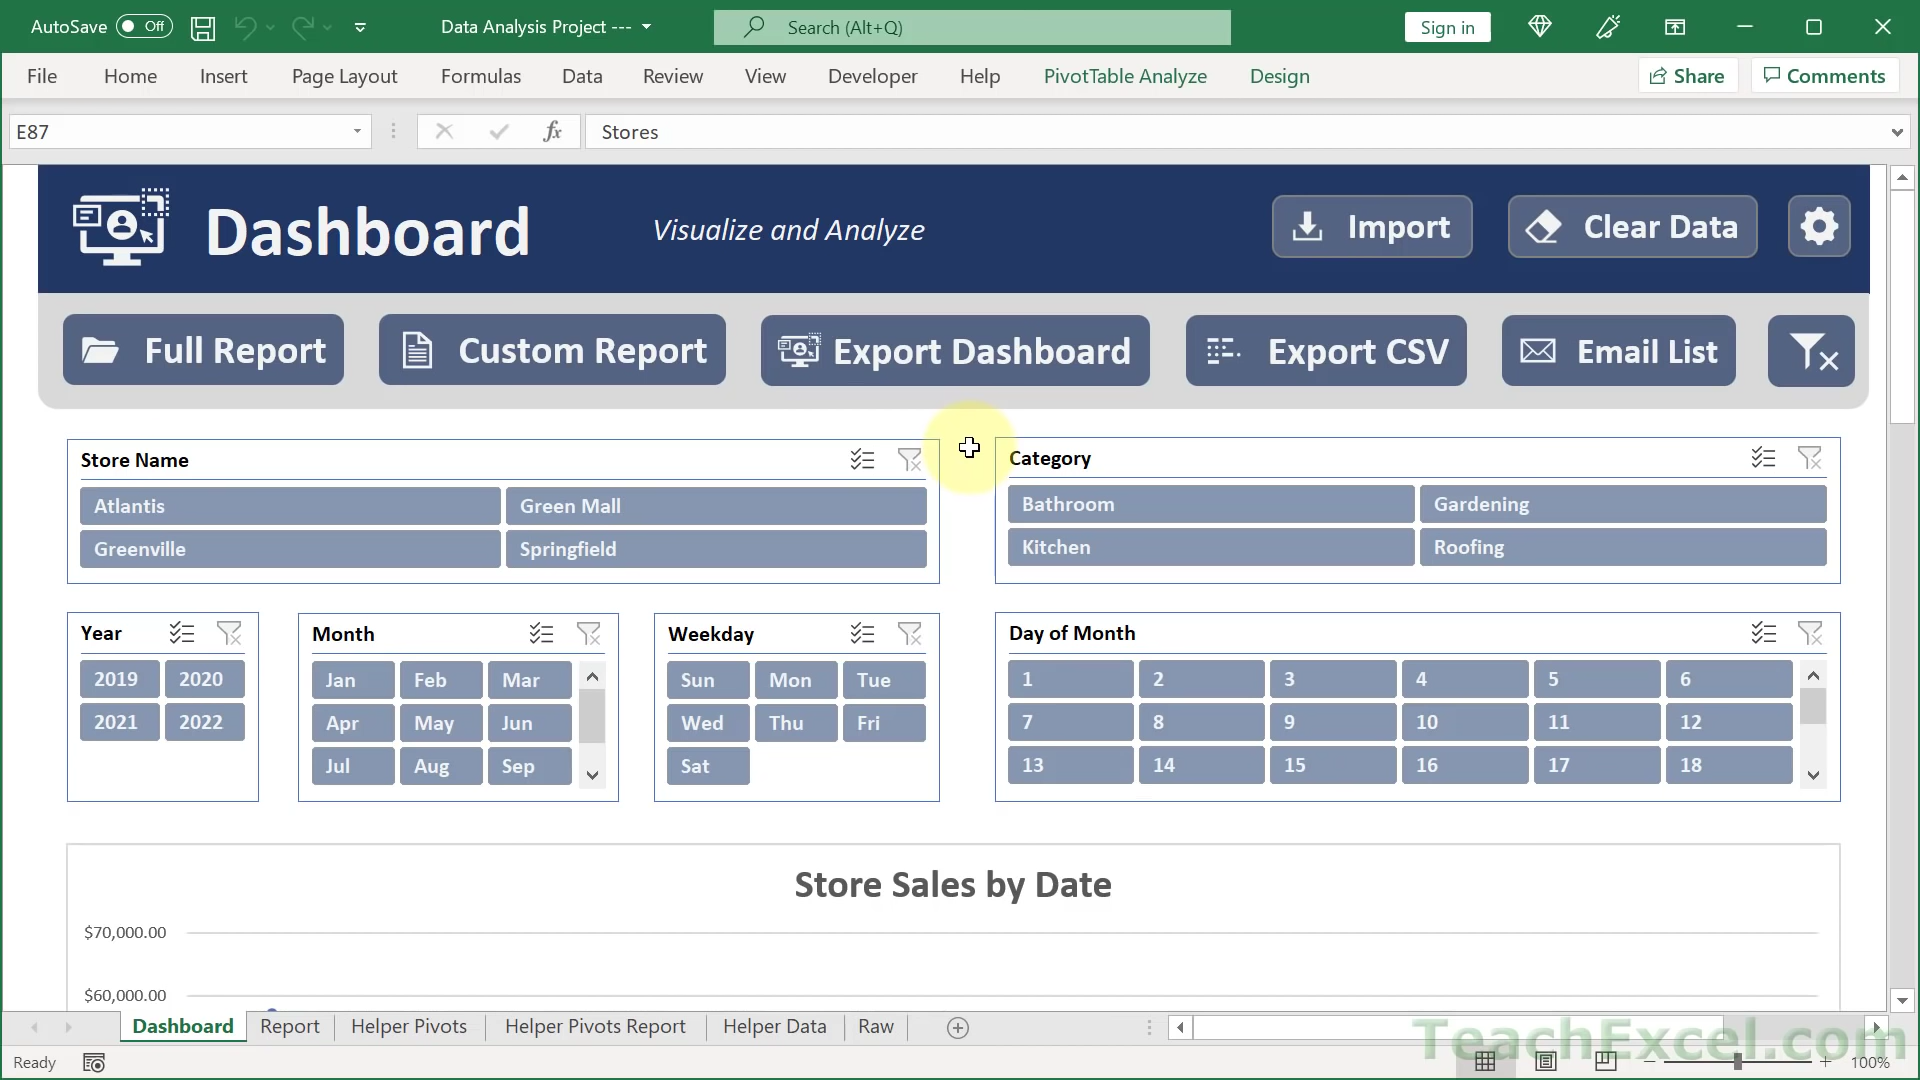 AutoSave Off Data Analysis Project --- Search (Alt+Q) Sign in
File Home Insert Page Layout Formulas Data Review View Developer Help PivotTable Analyze Design Share Comments
E87 fx Stores
Dashboard Visualize and Analyze Import Clear Data
Full Report Custom Report Export Dashboard Export CSV Email List
Store Name
Atlantis Green Mall
Greenville Springfield
Category
Bathroom Gardening
Kitchen Roofing
Year
2019 2020
2021 2022
Month
Jan Feb Mar
Apr May Jun
Jul Aug Sep
Weekday
Sun Mon Tue
Wed Thu Fri
Sat
Day of Month
1 2 3 4 5 6
7 8 9 10 11 12
13 14 15 16 17 18
Store Sales by Date
$70,000.00
$60,000.00
Dashboard Report Helper Pivots Helper Pivots Report Helper Data Raw
TeachExcel.com
Ready 100%